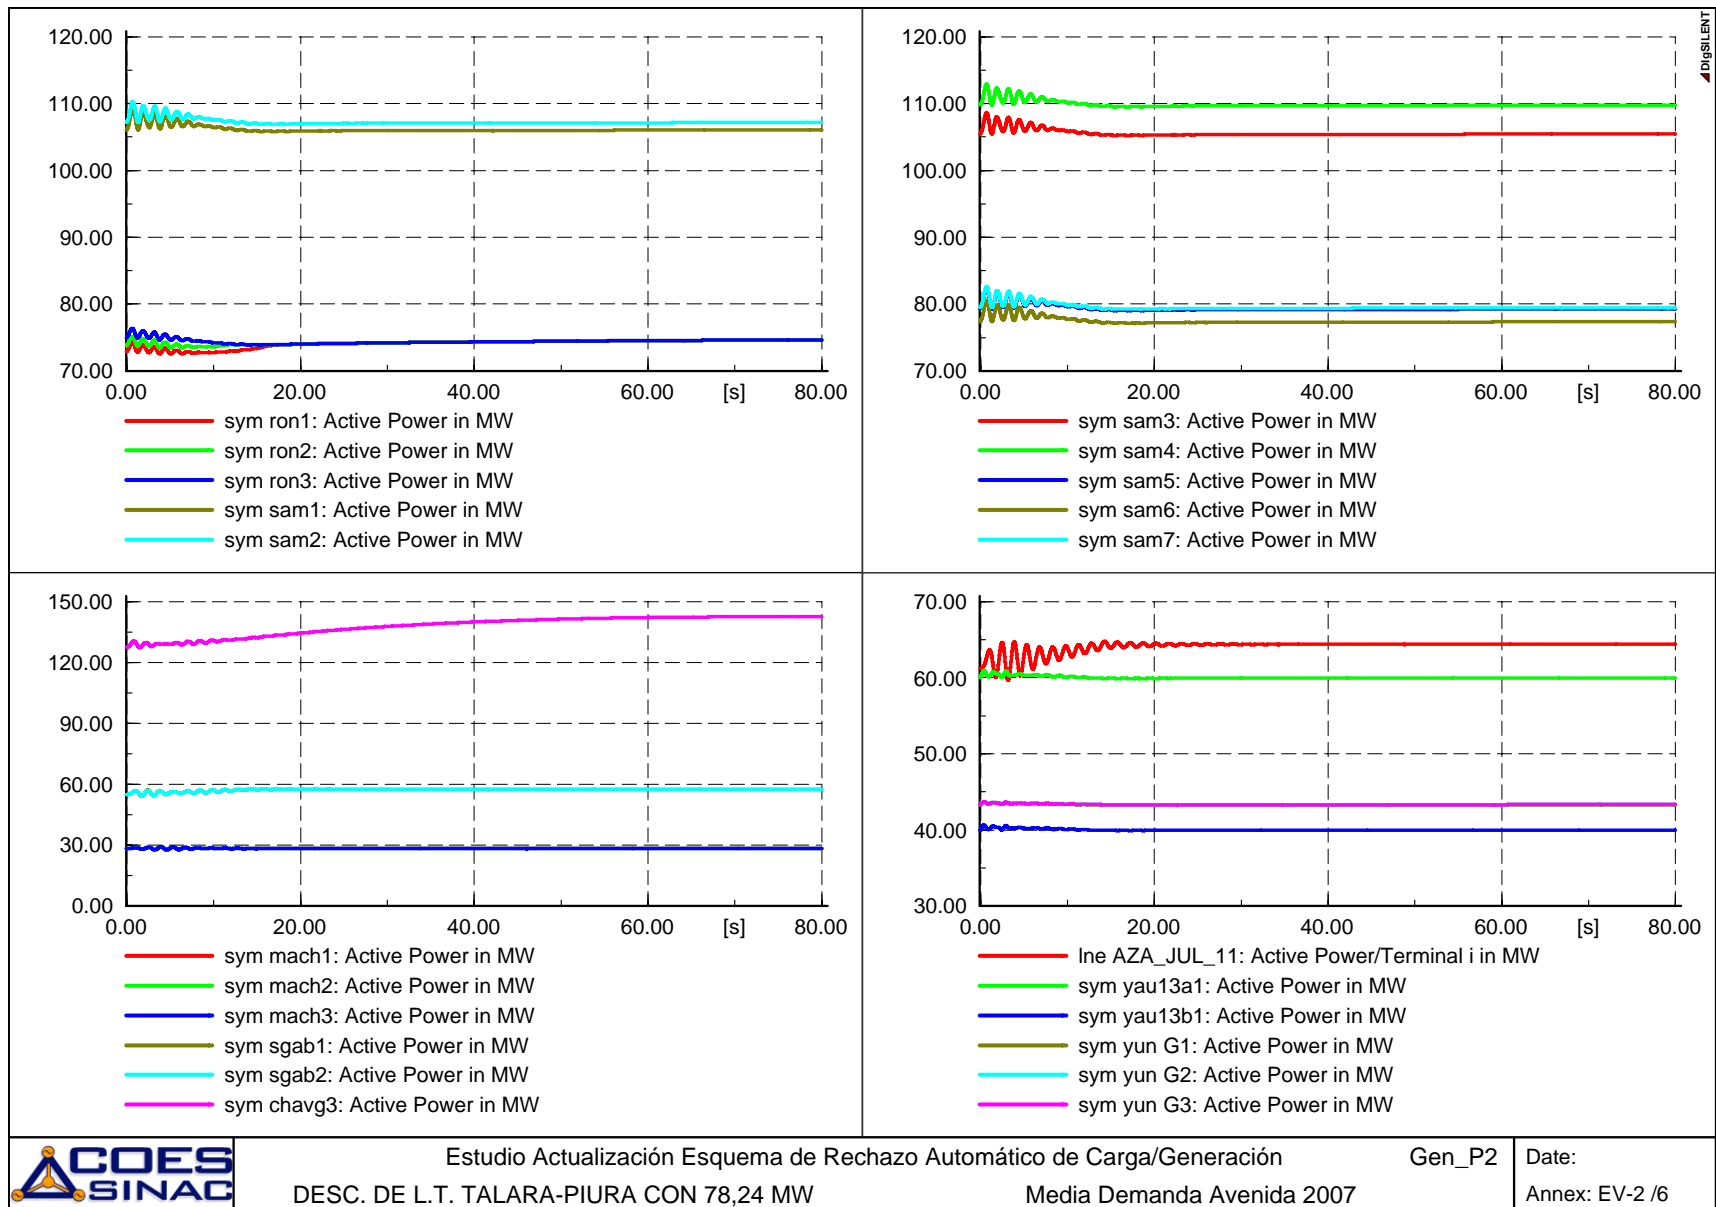 DIgSILENT
120.00
110.00
100.00
90.00
80.00
70.00
0.00 20.00 40.00 60.00 [s] 80.00
sym ron1: Active Power in MW
sym ron2: Active Power in MW
sym ron3: Active Power in MW
sym sam1: Active Power in MW
sym sam2: Active Power in MW
120.00
110.00
100.00
90.00
80.00
70.00
0.00 20.00 40.00 60.00 [s] 80.00
sym sam3: Active Power in MW
sym sam4: Active Power in MW
sym sam5: Active Power in MW
sym sam6: Active Power in MW
sym sam7: Active Power in MW
150.00
120.00
90.00
60.00
30.00
0.00
0.00 20.00 40.00 60.00 [s] 80.00
sym mach1: Active Power in MW
sym mach2: Active Power in MW
sym mach3: Active Power in MW
sym sgab1: Active Power in MW
sym sgab2: Active Power in MW
sym chavg3: Active Power in MW
70.00
60.00
50.00
40.00
30.00
0.00 20.00 40.00 60.00 [s] 80.00
lne AZA_JUL_11: Active Power/Terminal i in MW
sym yau13a1: Active Power in MW
sym yau13b1: Active Power in MW
sym yun G1: Active Power in MW
sym yun G2: Active Power in MW
sym yun G3: Active Power in MW
COES
SINAC
Estudio Actualización Esquema de Rechazo Automático de Carga/Generación Gen_P2
DESC. DE L.T. TALARA-PIURA CON 78,24 MW Media Demanda Avenida 2007
Date:
Annex: EV-2 /6